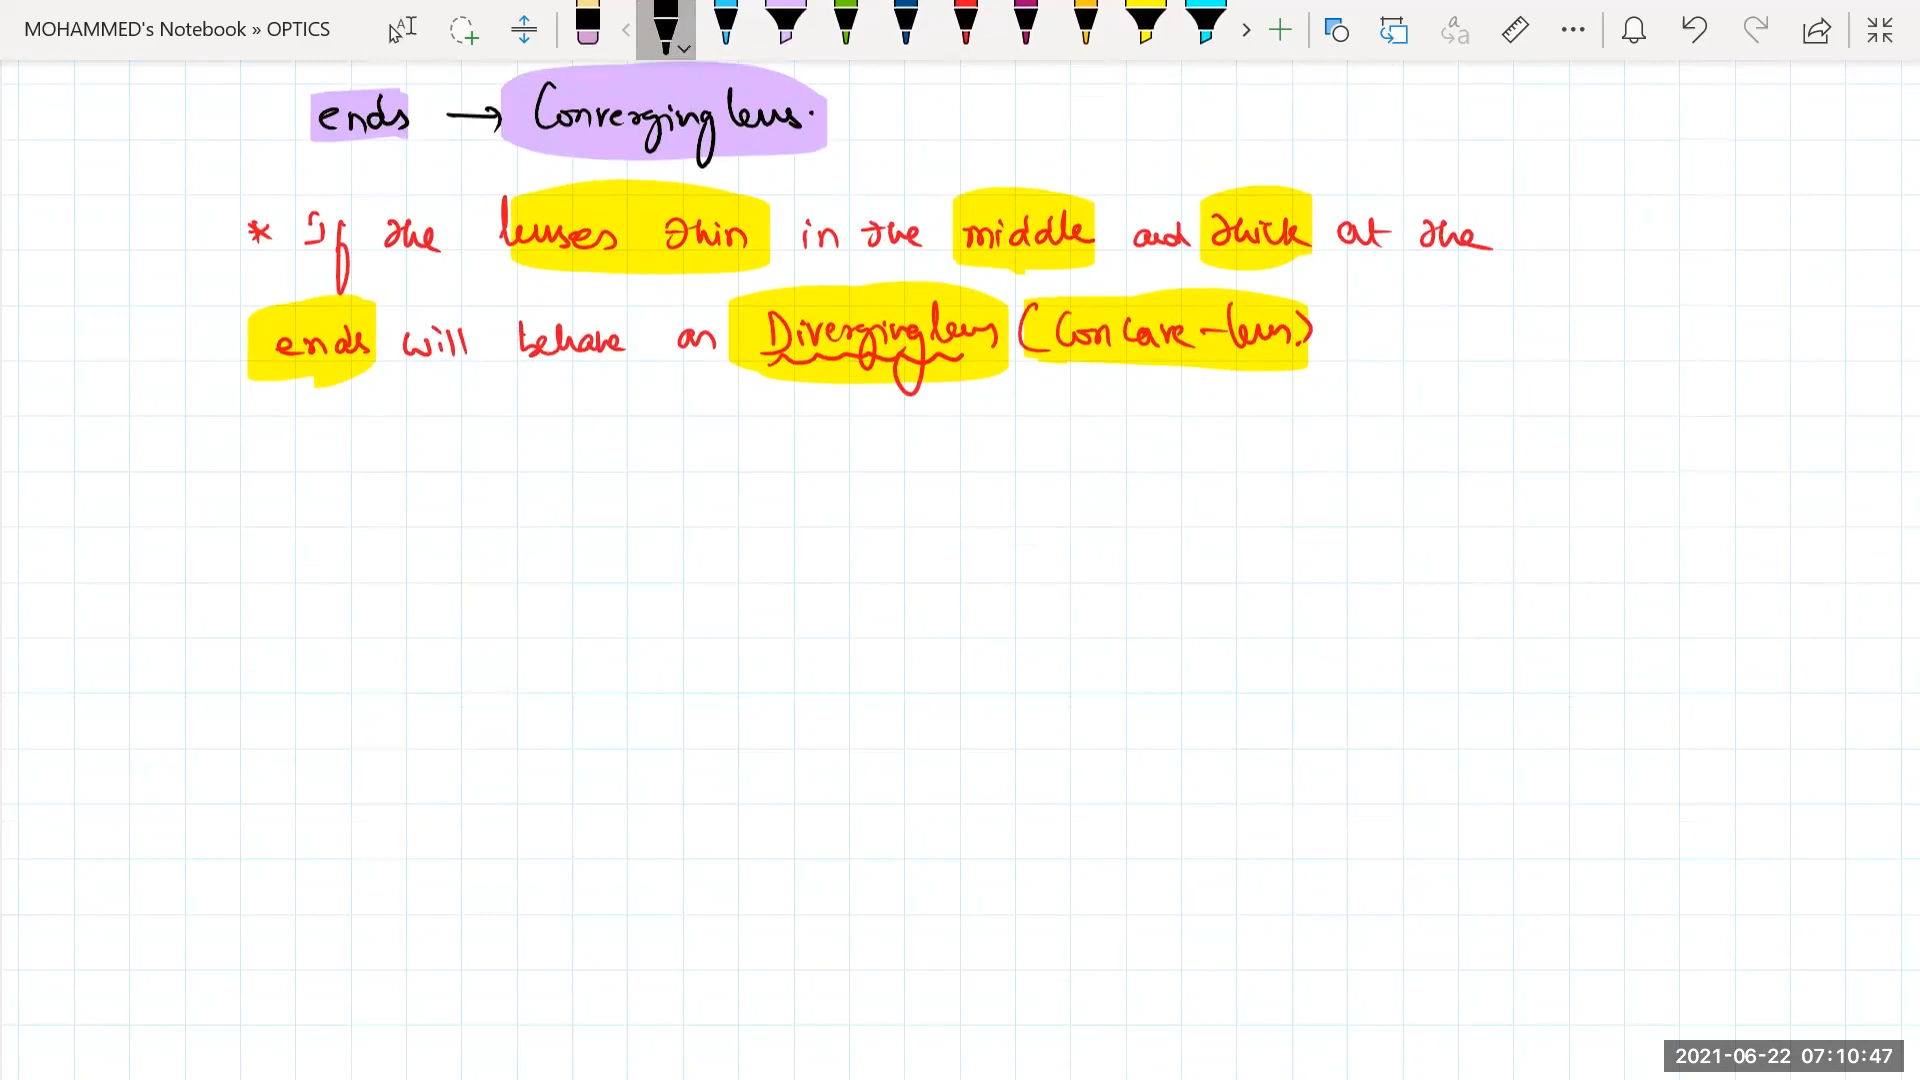 MOHAMMED's Notebook » OPTICS
ends → Converging lens.
* If the lenses thin in the middle and thick at the
ends will behave as Diverging lens (Concave-lens.)
2021-06-22 07:10:47